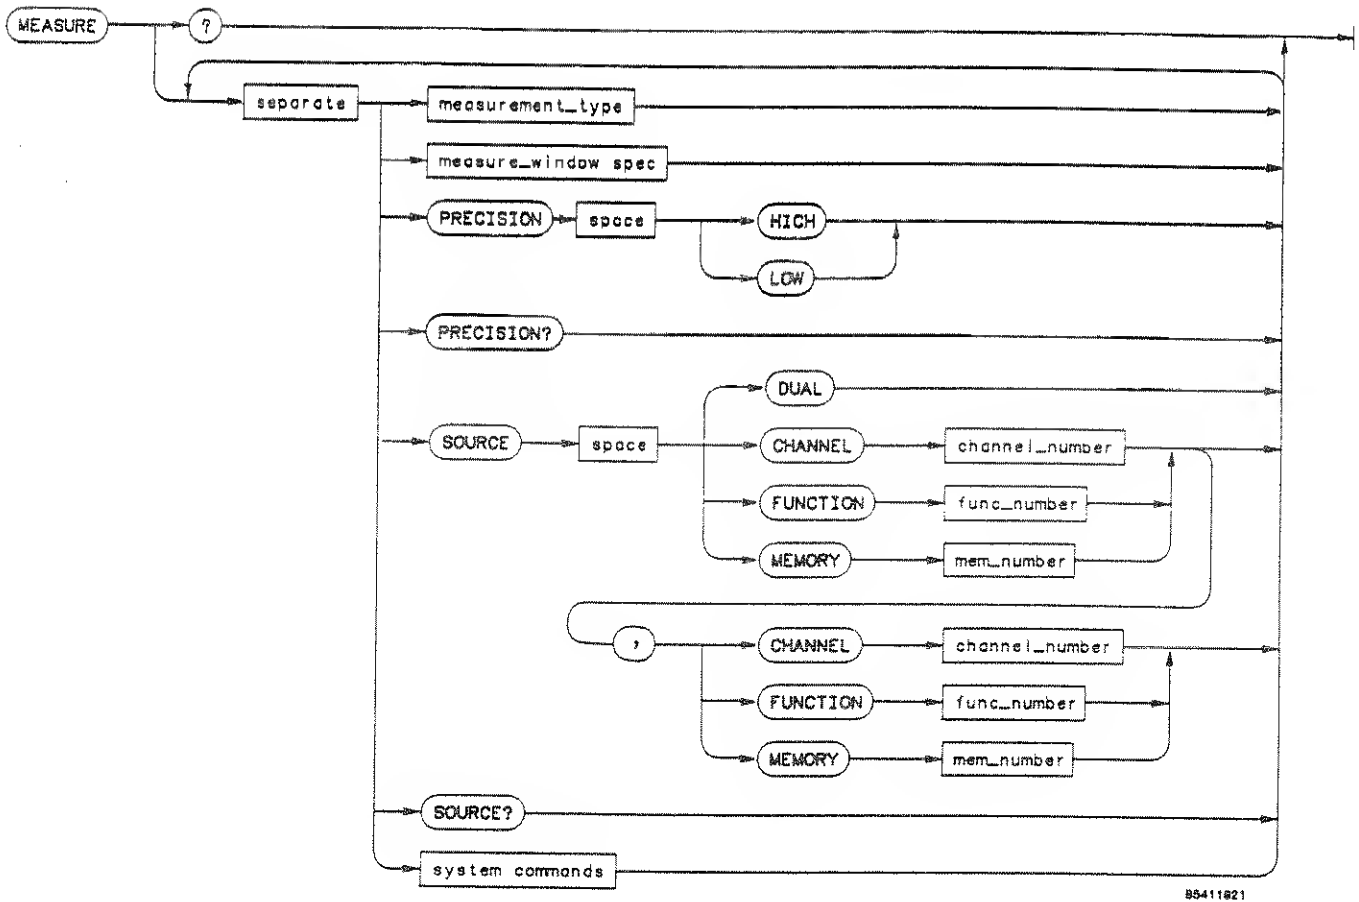 MEASURE ?
separate measurement_type
measure_window spec
PRECISION space HIGH
LOW
PRECISION?
DUAL
SOURCE space CHANNEL channel_number
FUNCTION func_number
MEMORY mem_number
, CHANNEL channel_number
FUNCTION func_number
MEMORY mem_number
SOURCE?
system commands
85411821